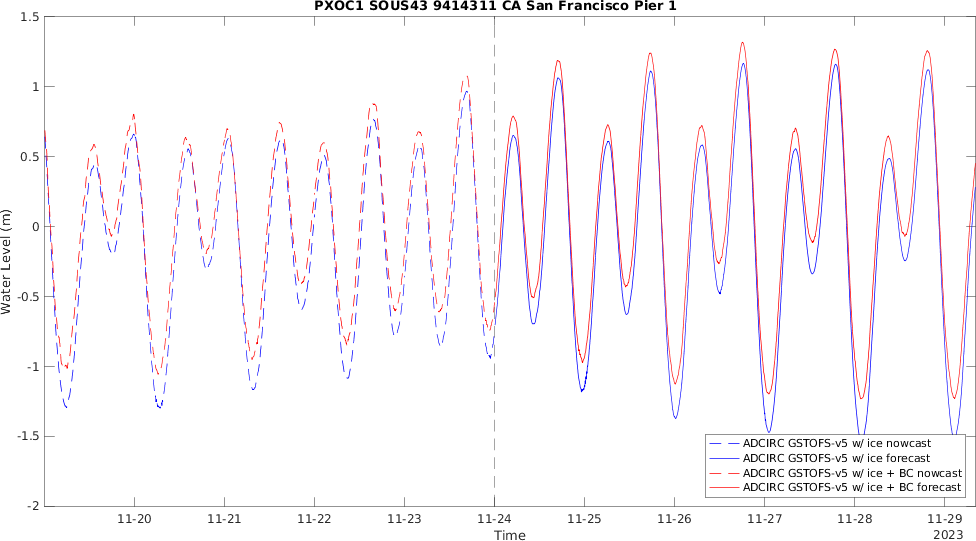 PXOC1 SOUS43 9414311 CA San Francisco Pier 1
1.5
1
0.5
0
-0.5
-1
-1.5
-2
Water Level (m)
ADCIRC GSTOFS-v5 w/ ice nowcast
ADCIRC GSTOFS-v5 w/ ice forecast
ADCIRC GSTOFS-v5 w/ ice + BC nowcast
ADCIRC GSTOFS-v5 w/ ice + BC forecast
11-20 11-21 11-22 11-23 11-24 11-25 11-26 11-27 11-28 11-29
Time 2023